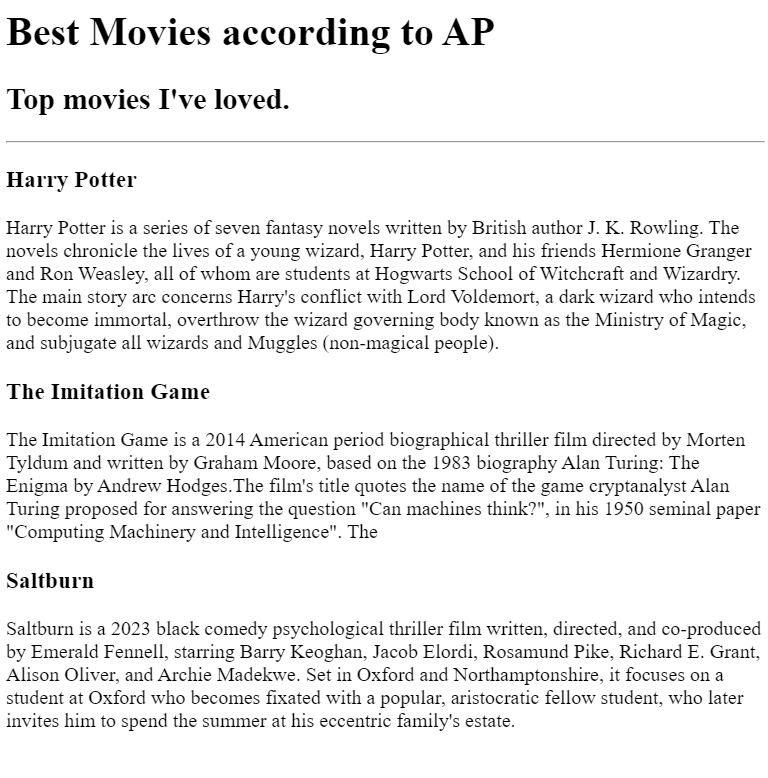 Best Movies according to AP
Top movies I've loved.
Harry Potter
Harry Potter is a series of seven fantasy novels written by British author J. K. Rowling. The
novels chronicle the lives of a young wizard, Harry Potter, and his friends Hermione Granger
and Ron Weasley, all of whom are students at Hogwarts School of Witchcraft and Wizardry.
The main story arc concerns Harry's conflict with Lord Voldemort, a dark wizard who intends
to become immortal, overthrow the wizard governing body known as the Ministry of Magic,
and subjugate all wizards and Muggles (non-magical people).
The Imitation Game
The Imitation Game is a 2014 American period biographical thriller film directed by Morten
Tyldum and written by Graham Moore, based on the 1983 biography Alan Turing: The
Enigma by Andrew Hodges.The film's title quotes the name of the game cryptanalyst Alan
Turing proposed for answering the question "Can machines think?", in his 1950 seminal paper
"Computing Machinery and Intelligence". The
Saltburn
Saltburn is a 2023 black comedy psychological thriller film written, directed, and co-produced
by Emerald Fennell, starring Barry Keoghan, Jacob Elordi, Rosamund Pike, Richard E. Grant,
Alison Oliver, and Archie Madekwe. Set in Oxford and Northamptonshire, it focuses on a
student at Oxford who becomes fixated with a popular, aristocratic fellow student, who later
invites him to spend the summer at his eccentric family's estate.